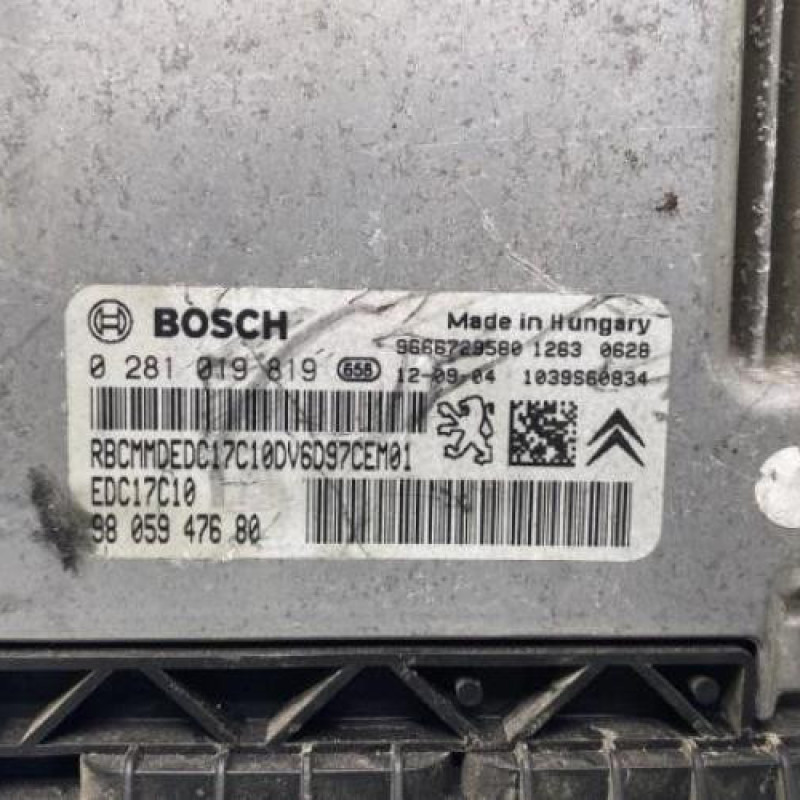 BOSCH
Made in Hungary
9666729580 1263 0628
0 281 019 819 658 12-09-04 1039S60834
RBCMMDEDC17C10DV6D97CEM01
EDC17C10
98 059 476 80